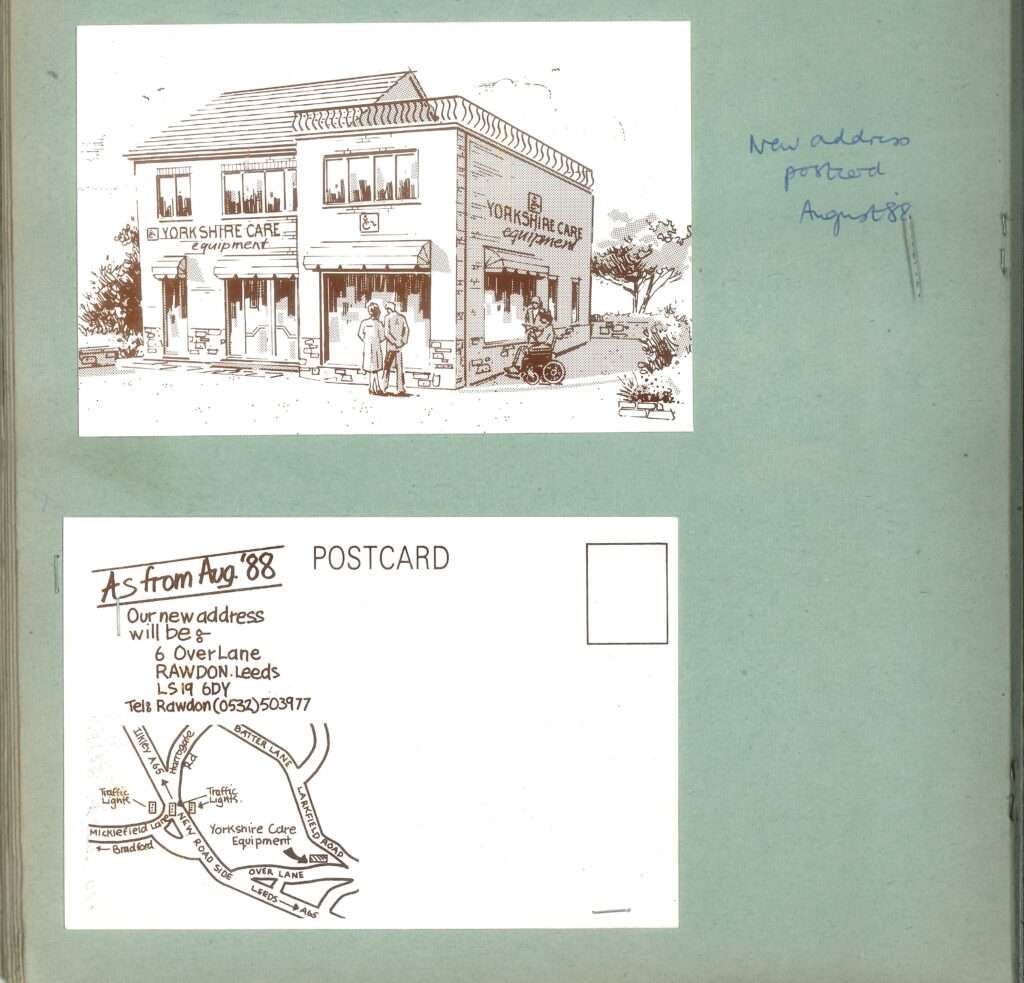 YORKSHIRE CARE
equipment
YORKSHIRE CARE
equipment
New address
postcard
August '88
As from Aug. '88
POSTCARD
Our new address
will be :-
6 Over Lane
RAWDON. Leeds
LS19 6DY
Tel: Rawdon (0532) 503977
ILKLEY A65
Harrogate
Rd
BATTER LANE
LARKFIELD ROAD
Traffic
Lights
Traffic
Lights.
MICKLEFIELD LANE
Bradford
NEW ROAD SIDE
Yorkshire Care
Equipment
OVER LANE
LEEDS
A65